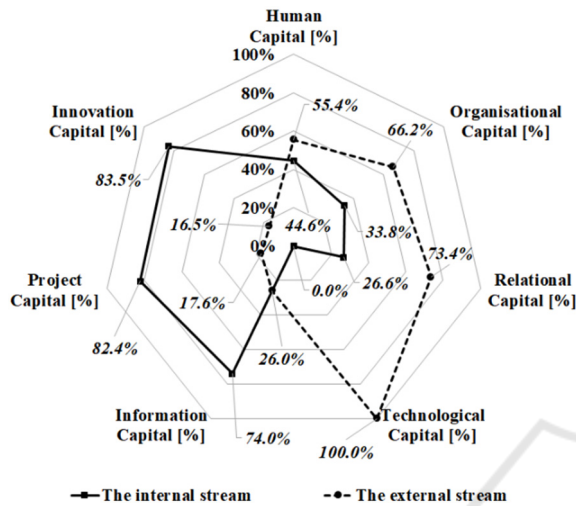 Human
Capital [%]
100%
80%
60%
40%
20%
0%
55.4%
Organisational
Capital [%]
66.2%
Innovation
Capital [%]
83.5%
16.5%
44.6%
33.8%
73.4%
Relational
Capital [%]
26.6%
Project
Capital [%]
82.4%
17.6%
0.0%
26.0%
Information
Capital [%]
74.0%
Technological
Capital [%]
100.0%
The internal stream
The external stream